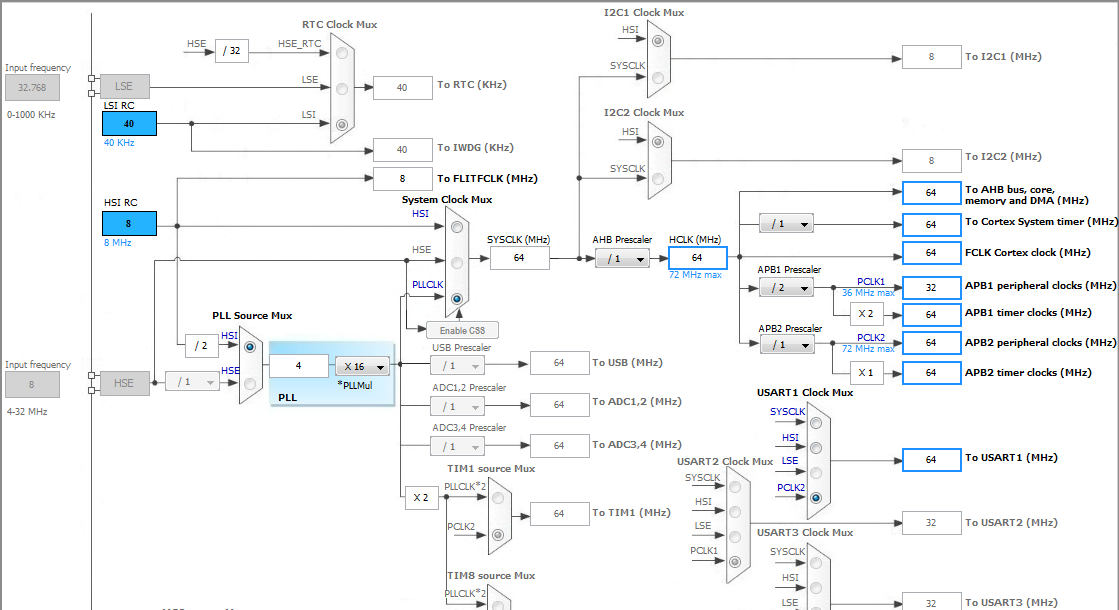 RTC Clock Mux
HSE
/ 32
HSE_RTC
Input frequency
32.768
0-1000 KHz
LSE
LSE
40
To RTC (KHz)
LSI RC
40
40 KHz
LSI
40
To IWDG (KHz)
8
To FLITFCLK (MHz)
I2C1 Clock Mux
HSI
SYSCLK
8
To I2C1 (MHz)
I2C2 Clock Mux
HSI
SYSCLK
8
To I2C2 (MHz)
HSI RC
8
8 MHz
System Clock Mux
HSI
HSE
PLLCLK
SYSCLK (MHz)
64
AHB Prescaler
/ 1
HCLK (MHz)
64
72 MHz max
64
To AHB bus, core,
memory and DMA (MHz)
/ 1
64
To Cortex System timer (MHz)
64
FCLK Cortex clock (MHz)
APB1 Prescaler
/ 2
PCLK1
36 MHz max
32
APB1 peripheral clocks (MHz)
X 2
64
APB1 timer clocks (MHz)
APB2 Prescaler
/ 1
PCLK2
72 MHz max
64
APB2 peripheral clocks (MHz)
X 1
64
APB2 timer clocks (MHz)
Enable CSS
PLL Source Mux
/ 2
HSI
HSE
Input frequency
8
4-32 MHz
HSE
/ 1
4
X 16
*PLLMul
PLL
USB Prescaler
/ 1
64
To USB (MHz)
ADC1,2 Prescaler
/ 1
64
To ADC1,2 (MHz)
ADC3,4 Prescaler
/ 1
64
To ADC3,4 (MHz)
TIM1 source Mux
X 2
PLLCLK*2
PCLK2
64
To TIM1 (MHz)
TIM8 source Mux
PLLCLK*2
USART1 Clock Mux
SYSCLK
HSI
LSE
PCLK2
64
To USART1 (MHz)
USART2 Clock Mux
SYSCLK
HSI
LSE
PCLK1
32
To USART2 (MHz)
USART3 Clock Mux
SYSCLK
HSI
LSE
32
To USART3 (MHz)